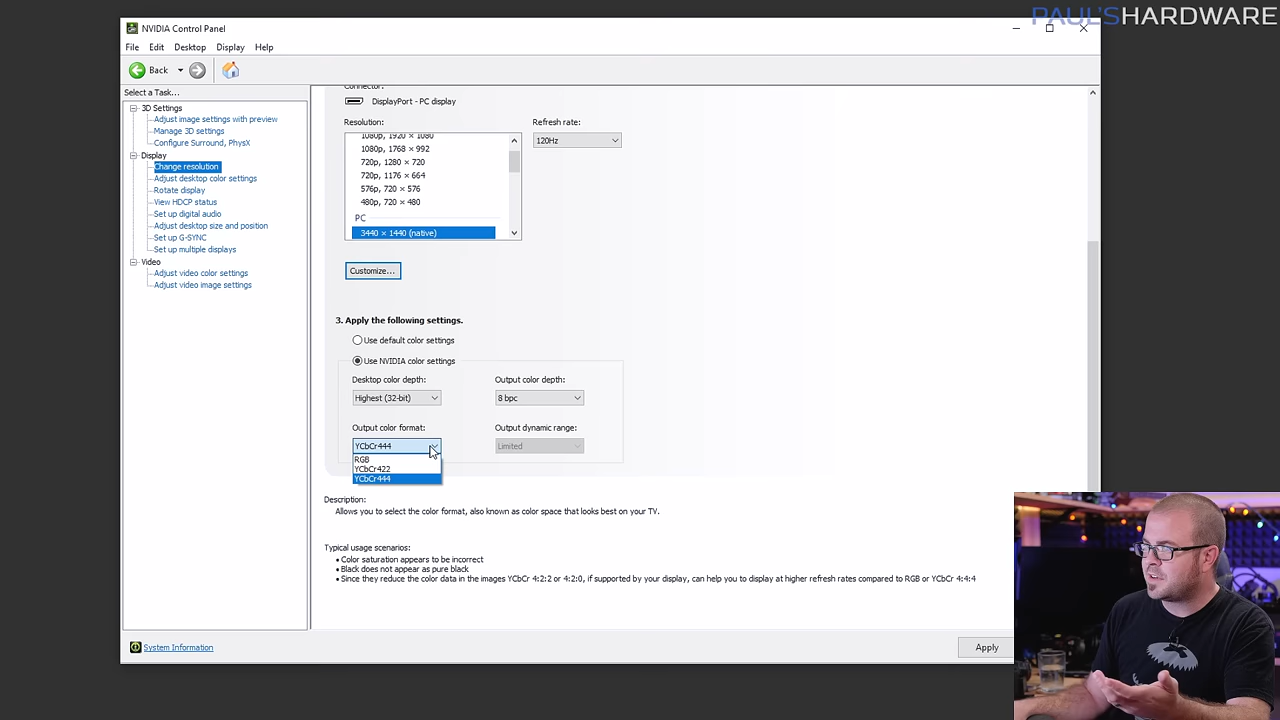 PAUL'SHARDWARE
NVIDIA Control Panel
File Edit Desktop Display Help
Back
Select a Task...
3D Settings
Adjust image settings with preview
Manage 3D settings
Configure Surround, PhysX
Display
Change resolution
Adjust desktop color settings
Rotate display
View HDCP status
Set up digital audio
Adjust desktop size and position
Set up G-SYNC
Set up multiple displays
Video
Adjust video color settings
Adjust video image settings
Connector:
DisplayPort - PC display
Resolution:
Refresh rate:
1080p, 1920 × 1080
120Hz
1080p, 1768 × 992
720p, 1280 × 720
720p, 1176 × 664
576p, 720 × 576
480p, 720 × 480
PC
3440 × 1440 (native)
Customize...
3. Apply the following settings.
Use default color settings
Use NVIDIA color settings
Desktop color depth:
Output color depth:
Highest (32-bit)
8 bpc
Output color format:
Output dynamic range:
YCbCr444
Limited
RGB
YCbCr422
YCbCr444
Description:
Allows you to select the color format, also known as color space that looks best on your TV.
Typical usage scenarios:
• Color saturation appears to be incorrect
• Black does not appear as pure black
• Since they reduce the color data in the images YCbCr 4:2:2 or 4:2:0, if supported by your display, can help you to display at higher refresh rates compared to RGB or YCbCr 4:4:4
System Information
Apply